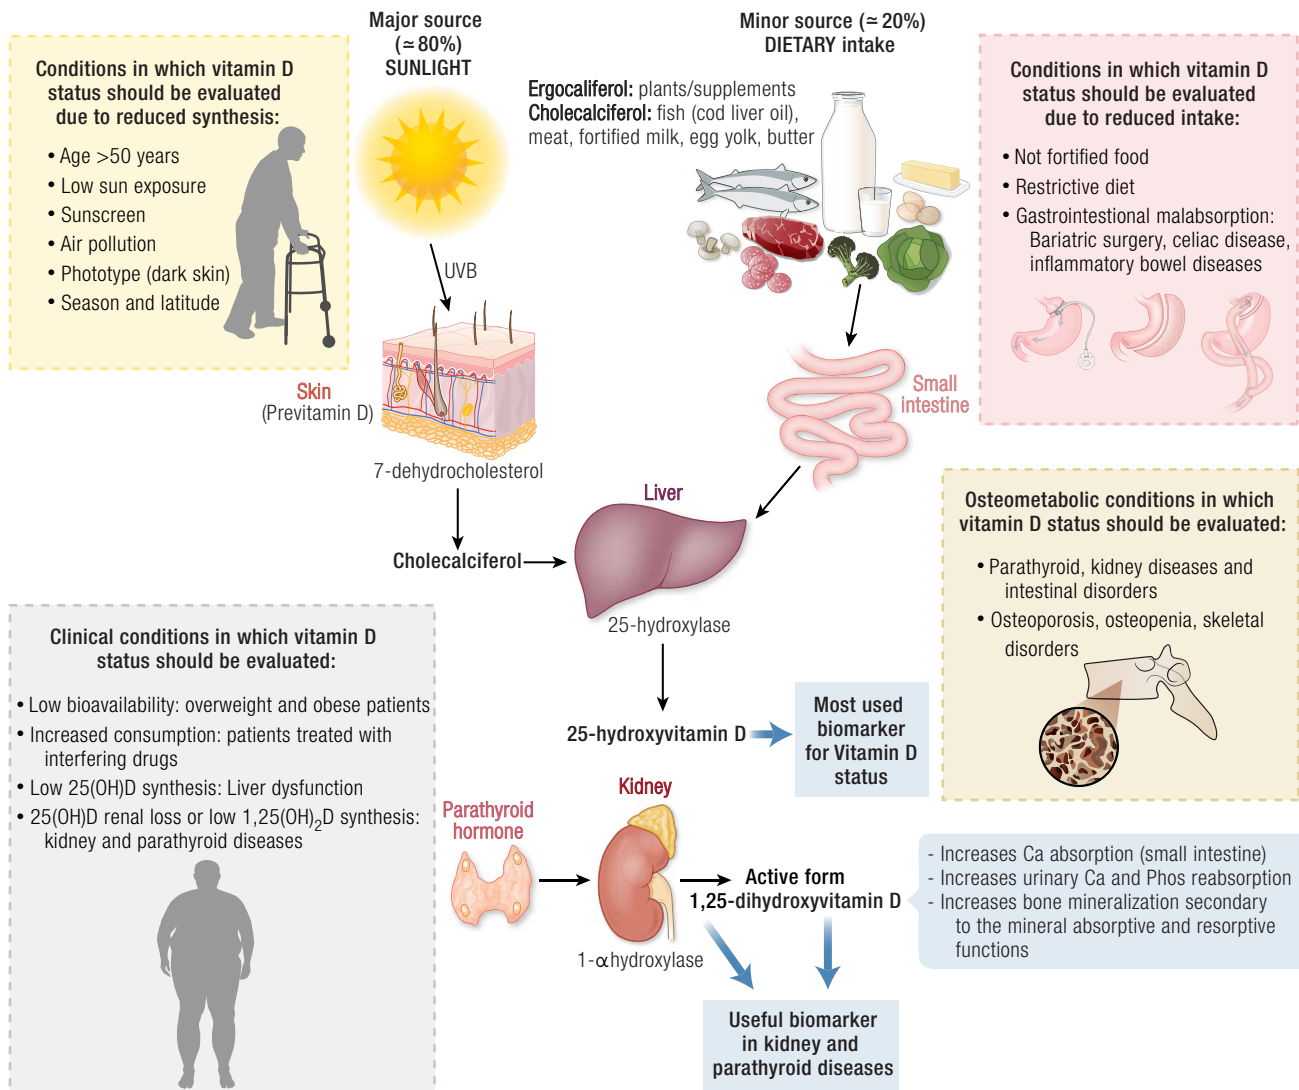 Major source
(≃80%)
SUNLIGHT
Minor source (≃20%)
DIETARY intake
Ergocaliferol: plants/supplements
Cholecalciferol: fish (cod liver oil),
meat, fortified milk, egg yolk, butter
Conditions in which vitamin D
status should be evaluated
due to reduced synthesis:
• Age >50 years
• Low sun exposure
• Sunscreen
• Air pollution
• Phototype (dark skin)
• Season and latitude
Conditions in which vitamin D
status should be evaluated
due to reduced intake:
• Not fortified food
• Restrictive diet
• Gastrointestional malabsorption:
Bariatric surgery, celiac disease,
inflammatory bowel diseases
UVB
Skin
(Previtamin D)
7-dehydrocholesterol
Small
intestine
Liver
Cholecalciferol
25-hydroxylase
Osteometabolic conditions in which
vitamin D status should be evaluated:
• Parathyroid, kidney diseases and
intestinal disorders
• Osteoporosis, osteopenia, skeletal
disorders
Clinical conditions in which vitamin D
status should be evaluated:
• Low bioavailability: overweight and obese patients
• Increased consumption: patients treated with
interfering drugs
• Low 25(OH)D synthesis: Liver dysfunction
• 25(OH)D renal loss or low 1,25(OH)₂D synthesis:
kidney and parathyroid diseases
25-hydroxyvitamin D
Most used
biomarker
for Vitamin D
status
Parathyroid
hormone
Kidney
1-α hydroxylase
Active form
1,25-dihydroxyvitamin D
- Increases Ca absorption (small intestine)
- Increases urinary Ca and Phos reabsorption
- Increases bone mineralization secondary
to the mineral absorptive and resorptive
functions
Useful biomarker
in kidney and
parathyroid diseases